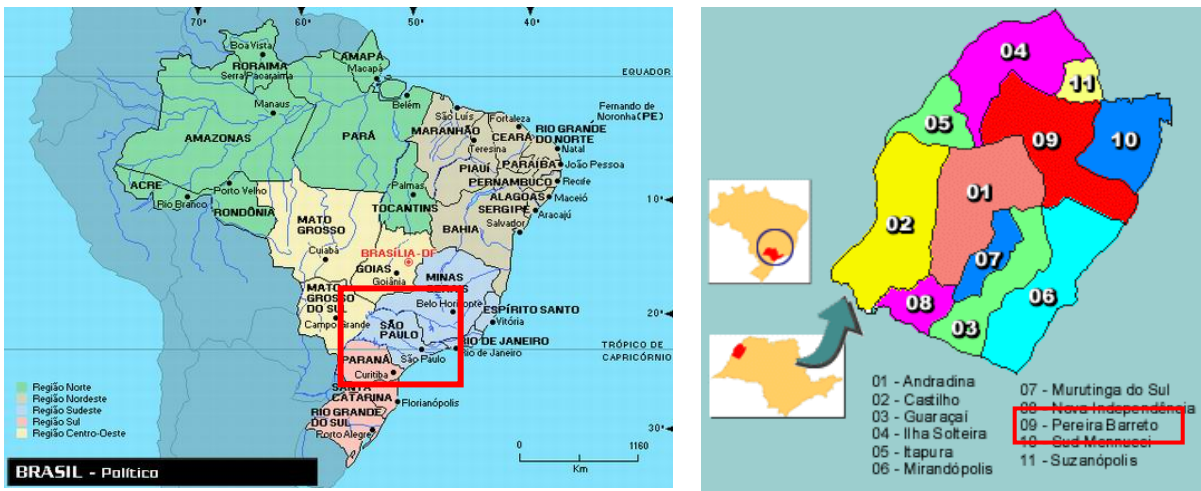 70°
60°
50°
40°
Boa Vista
RORAIMA
Serra Pacaraima
AMAPÁ
Macapá
EQUADOR
Manaus
Belém
São Luís
Fortaleza
Fernando de
Noronha(PE)
AMAZONAS
PARÁ
MARANHÃO
Teresina
CEARÁ
RIO GRANDE
DO NORTE
Natal
PIAUÍ
PARAÍBA
João Pessoa
ACRE
Porto Velho
Rio Branco
RONDÔNIA
Palmas
TOCANTINS
PERNAMBUCO
Recife
ALAGOAS
Maceió
SERGIPE
Aracajú
10°
MATO
GROSSO
Cuiabá
BAHIA
Salvador
BRASÍLIA-DF
GOIÁS
Goiânia
MINAS
GERAIS
MATO
GROSSO
DO SUL
Campo Grande
Belo Horizonte
ESPÍRITO SANTO
Vitória
20°
SÃO
PAULO
São Paulo
RIO DE JANEIRO
Rio de Janeiro
TRÓPICO DE
CAPRICÓRNIO
PARANÁ
Curitiba
SANTA
CATARINA
Florianópolis
RIO GRANDE
DO SUL
Porto Alegre
30°
Região Norte
Região Nordeste
Região Sudeste
Região Sul
Região Centro-Oeste
0
1160
Km
BRASIL - Político
04
11
05
09
10
01
02
07
08
03
06
01 - Andradina
02 - Castilho
03 - Guaraçaí
04 - Ilha Solteira
05 - Itapura
06 - Mirandópolis
07 - Murutinga do Sul
08 - Nova Independência
09 - Pereira Barreto
10 - Sud Mennucci
11 - Suzanópolis